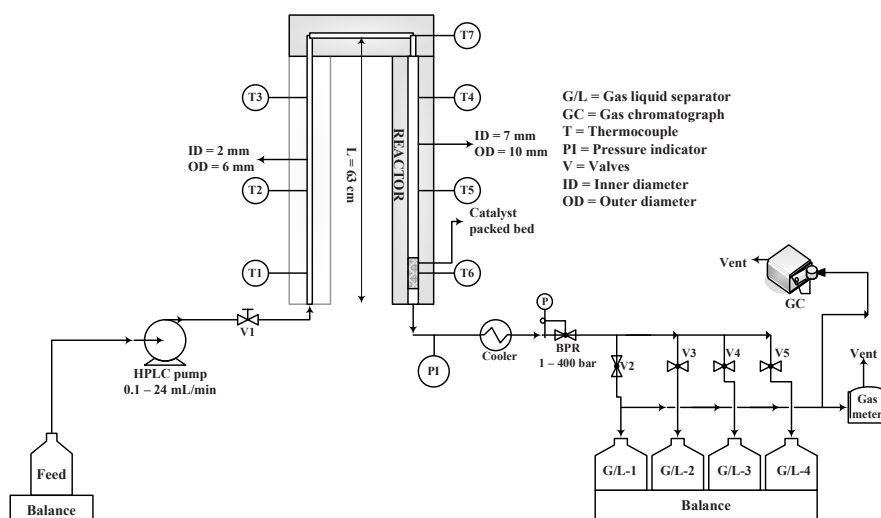 T7
T3
T4
G/L = Gas liquid separator
GC = Gas chromatograph
T = Thermocouple
PI = Pressure indicator
V = Valves
ID = Inner diameter
OD = Outer diameter
ID = 2 mm
OD = 6 mm
L = 63 cm
REACTOR
ID = 7 mm
OD = 10 mm
T2
T5
Catalyst
packed bed
T1
T6
Vent
GC
V1
P
HPLC pump
0.1 – 24 mL/min
PI
Cooler
BPR
1 – 400 bar
V2
V3
V4
V5
Vent
Gas
meter
Feed
Balance
G/L-1
G/L-2
G/L-3
G/L-4
Balance